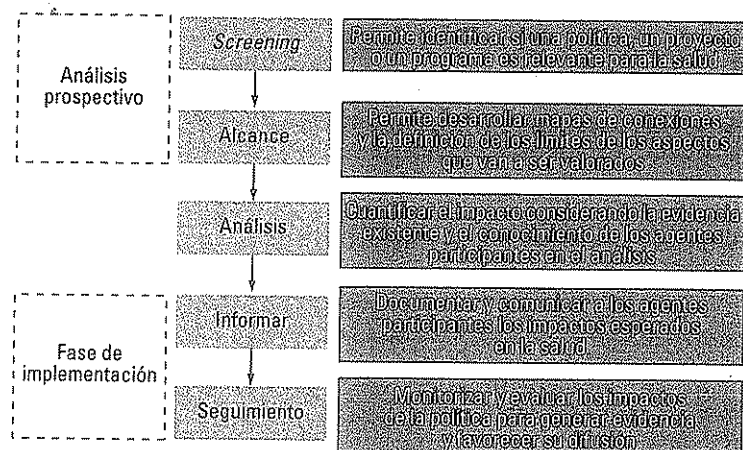 Análisis
prospectivo
Screening
Permite identificar si una política, un proyecto
o un programa es relevante para la salud
Alcance
Permite desarrollar mapas de conexiones
y la definición de los límites de los aspectos
que van a ser valorados
Análisis
Cuantificar el impacto considerando la evidencia
existente y el conocimiento de los agentes
participantes en el análisis
Fase de
implementación
Informar
Documentar y comunicar a los agentes
participantes los impactos esperados
en la salud
Seguimiento
Monitorizar y evaluar los impactos
de la política para generar evidencia
y favorecer su difusión